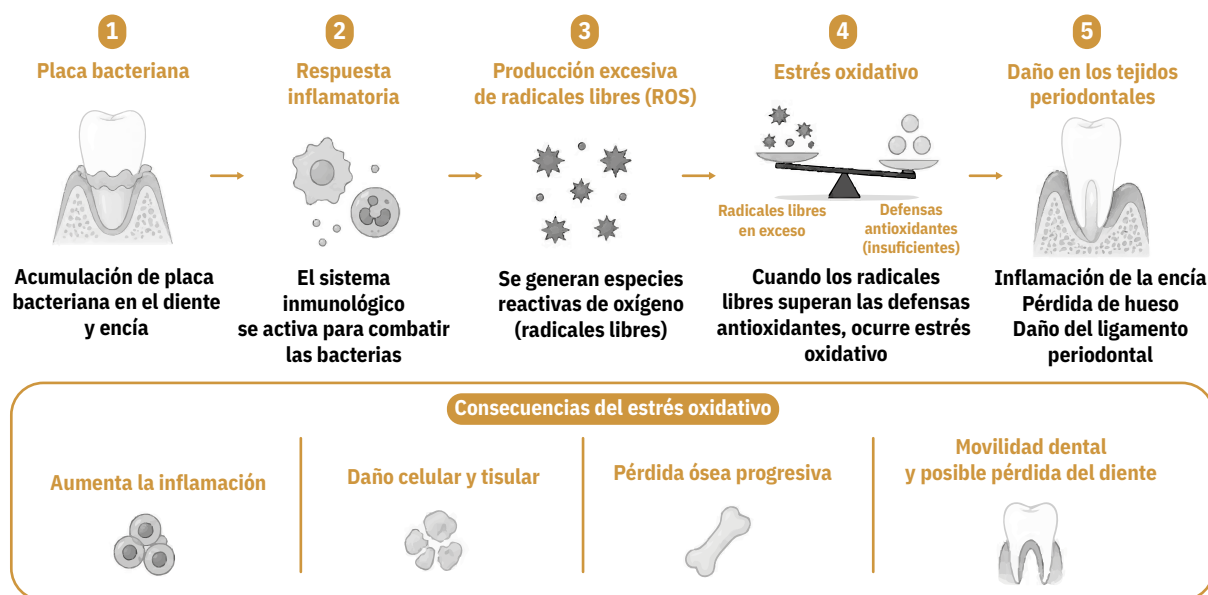 1
Placa bacteriana
Acumulación de placa
bacteriana en el diente
y encía
2
Respuesta
inflamatoria
El sistema
inmunológico
se activa para combatir
las bacterias
3
Producción excesiva
de radicales libres (ROS)
Se generan especies
reactivas de oxígeno
(radicales libres)
4
Estrés oxidativo
Radicales libres
en exceso
Defensas
antioxidantes
(insuficientes)
Cuando los radicales
libres superan las defensas
antioxidantes, ocurre estrés
oxidativo
5
Daño en los tejidos
periodontales
Inflamación de la encía
Pérdida de hueso
Daño del ligamento
periodontal
Consecuencias del estrés oxidativo
Aumenta la inflamación
Daño celular y tisular
Pérdida ósea progresiva
Movilidad dental
y posible pérdida del diente